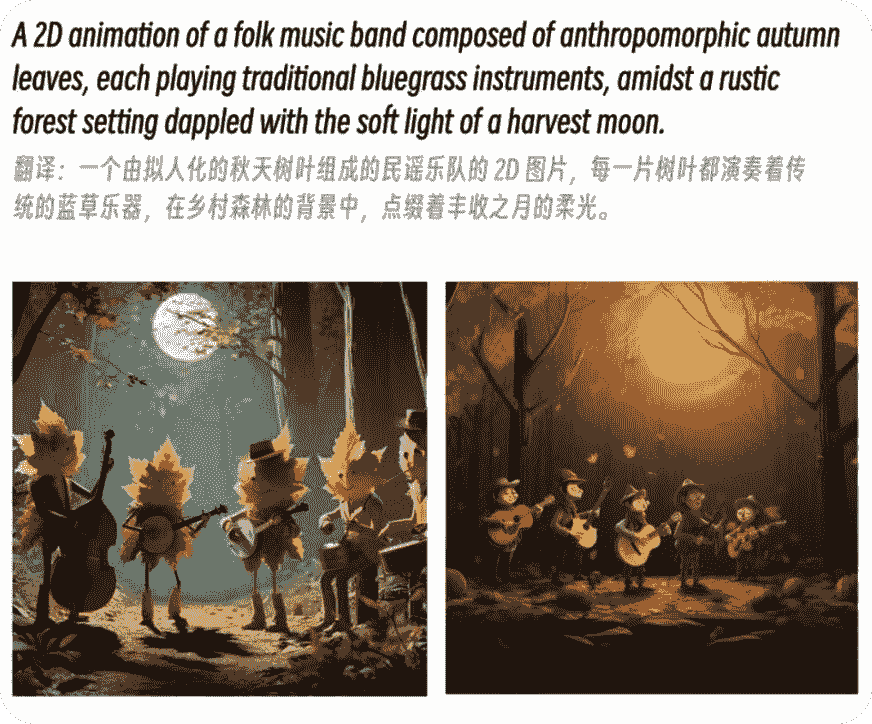 A 2D animation of a folk music band composed of anthropomorphic autumn
leaves, each playing traditional bluegrass instruments, amidst a rustic
forest setting dappled with the soft light of a harvest moon.
翻译：一个由拟人化的秋天树叶组成的民谣乐队的 2D 图片，每一片树叶都演奏着传
统的蓝草乐器，在乡村森林的背景中，点缀着丰收之月的柔光。